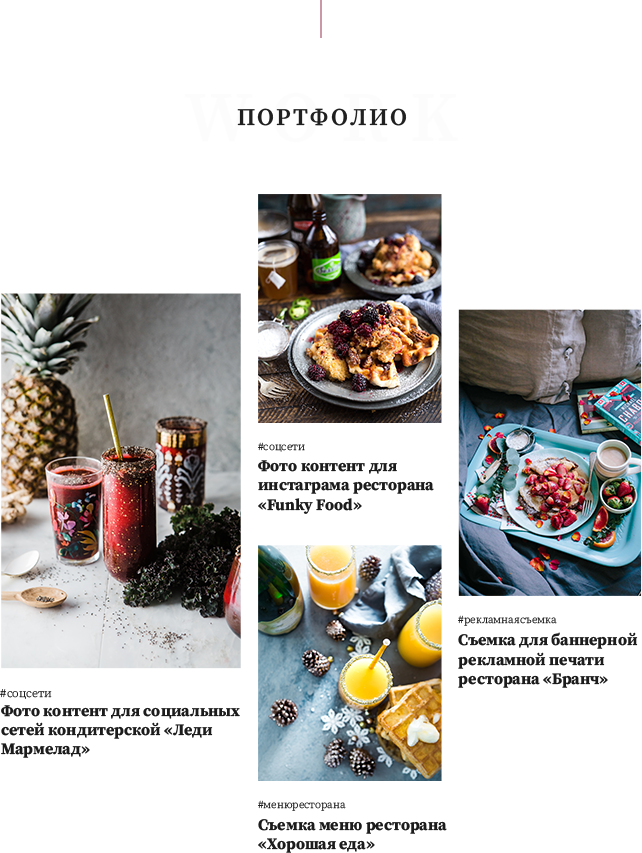 WORK
ПОРТФОЛИО
#соцсети
Фото контент для
инстаграма ресторана
«Funky Food»
#рекламнаясъемка
Съемка для баннерной
рекламной печати
ресторана «Бранч»
#соцсети
Фото контент для социальных
сетей кондитерской «Леди
Мармелад»
#менюресторана
Съемка меню ресторана
«Хорошая еда»